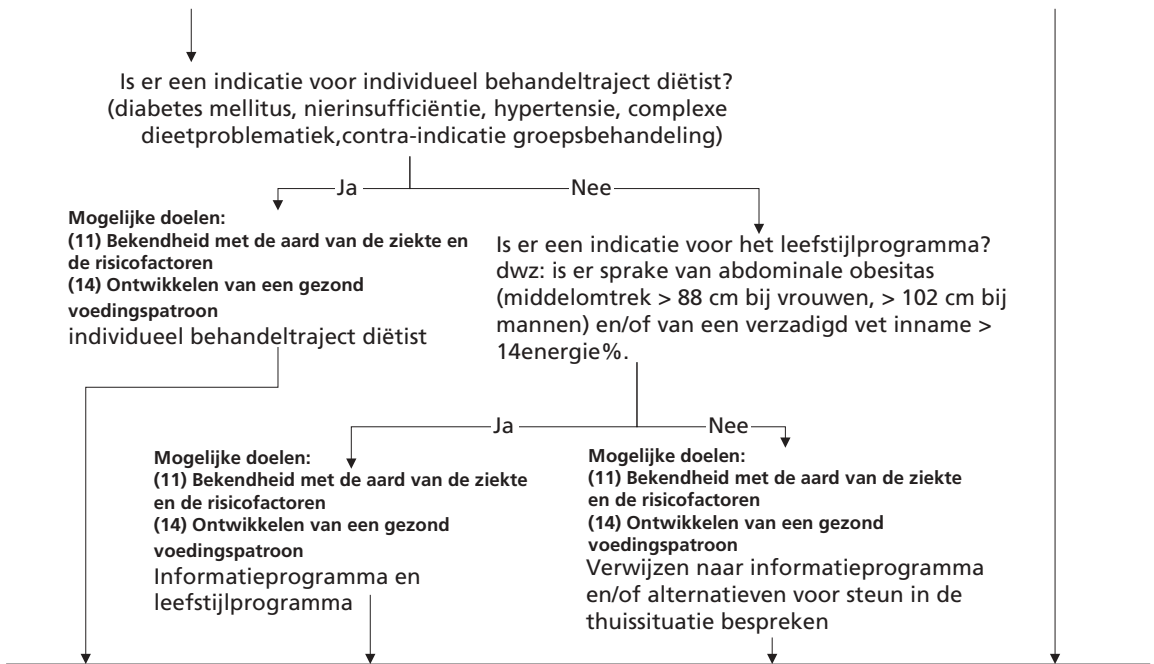 Is er een indicatie voor individueel behandeltraject diëtist?
(diabetes mellitus, nierinsufficiëntie, hypertensie, complexe
dieetproblematiek,contra-indicatie groepsbehandeling)
Ja
Nee
Mogelijke doelen:
(11) Bekendheid met de aard van de ziekte en
de risicofactoren
(14) Ontwikkelen van een gezond
voedingspatroon
individueel behandeltraject diëtist
Is er een indicatie voor het leefstijlprogramma?
dwz: is er sprake van abdominale obesitas
(middelomtrek > 88 cm bij vrouwen, > 102 cm bij
mannen) en/of van een verzadigd vet inname >
14energie%.
Ja
Nee
Mogelijke doelen:
(11) Bekendheid met de aard van de ziekte
en de risicofactoren
(14) Ontwikkelen van een gezond
voedingspatroon
Informatieprogramma en
leefstijlprogramma
Mogelijke doelen:
(11) Bekendheid met de aard van de ziekte
en de risicofactoren
(14) Ontwikkelen van een gezond
voedingspatroon
Verwijzen naar informatieprogramma
en/of alternatieven voor steun in de
thuissituatie bespreken